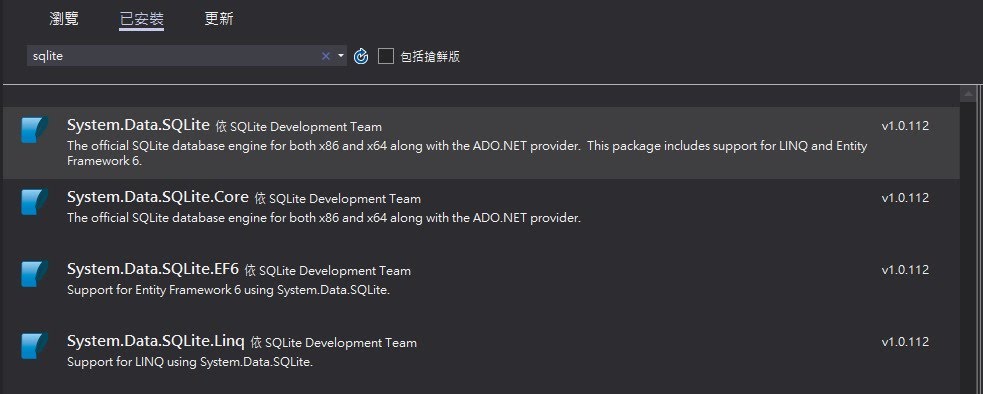 瀏覽 已安裝 更新
sqlite 包括搶鮮版
System.Data.SQLite 依 SQLite Development Team v1.0.112
The official SQLite database engine for both x86 and x64 along with the ADO.NET provider. This package includes support for LINQ and Entity
Framework 6.
System.Data.SQLite.Core 依 SQLite Development Team v1.0.112
The official SQLite database engine for both x86 and x64 along with the ADO.NET provider.
System.Data.SQLite.EF6 依 SQLite Development Team v1.0.112
Support for Entity Framework 6 using System.Data.SQLite.
System.Data.SQLite.Linq 依 SQLite Development Team v1.0.112
Support for LINQ using System.Data.SQLite.